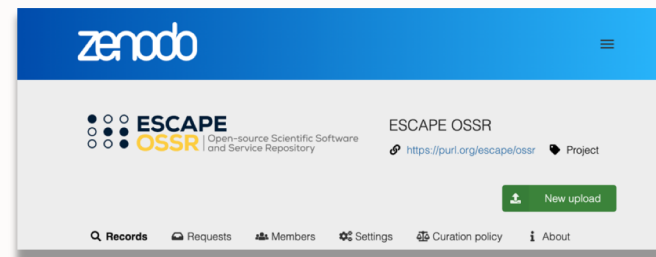 zenodo
ESCAPE
OSSR
Open-source Scientific Software
and Service Repository
ESCAPE OSSR
https://purl.org/escape/ossr Project
New upload
Records Requests Members Settings Curation policy About